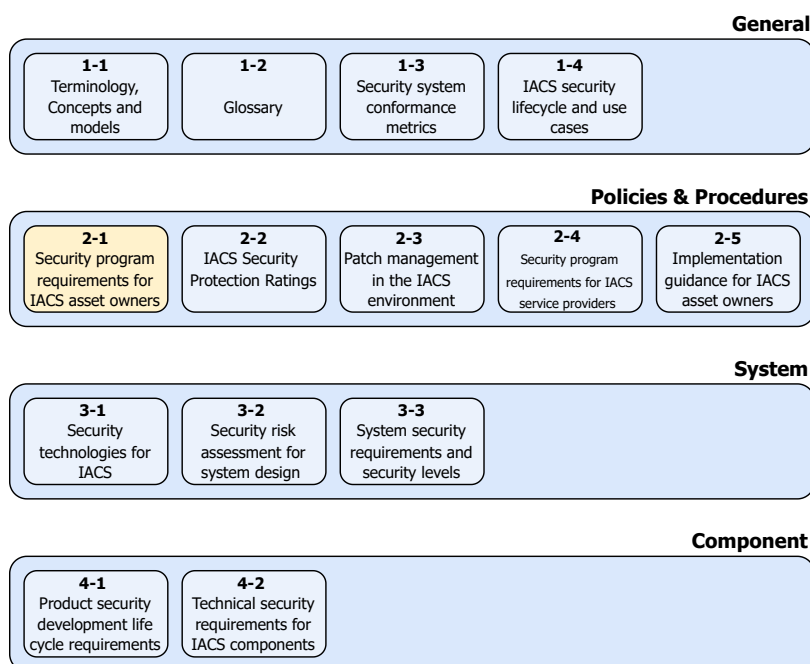 General
1-1
Terminology,
Concepts and
models
1-2
Glossary
1-3
Security system
conformance
metrics
1-4
IACS security
lifecycle and use
cases
Policies & Procedures
2-1
Security program
requirements for
IACS asset owners
2-2
IACS Security
Protection Ratings
2-3
Patch management
in the IACS
environment
2-4
Security program
requirements for IACS
service providers
2-5
Implementation
guidance for IACS
asset owners
System
3-1
Security
technologies for
IACS
3-2
Security risk
assessment for
system design
3-3
System security
requirements and
security levels
Component
4-1
Product security
development life
cycle requirements
4-2
Technical security
requirements for
IACS components